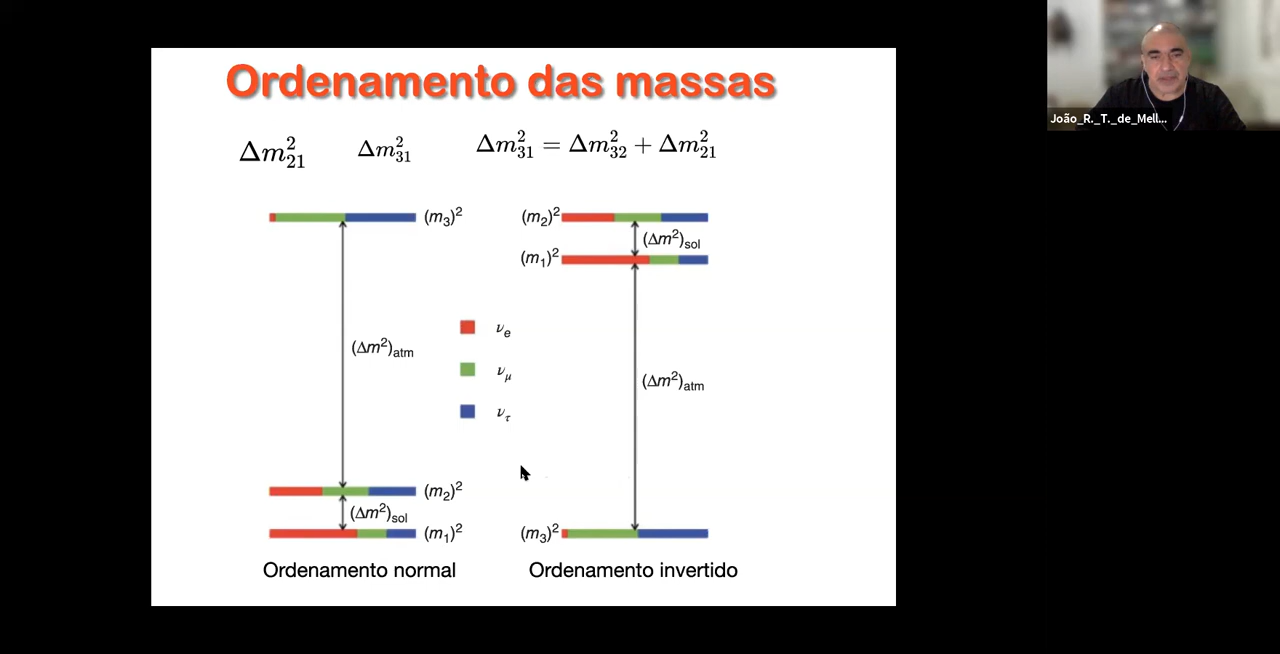 Ordenamento das massas
Δm²₂₁ Δm²₃₁ Δm²₃₁ = Δm²₃₂ + Δm²₂₁
(m₃)² (m₂)²
(Δm²)sol
(m₁)²
νe
(Δm²)atm
νμ
(Δm²)atm
ντ
(m₂)²
(Δm²)sol
(m₁)² (m₃)²
Ordenamento normal Ordenamento invertido
João_R._T._de_Mell...